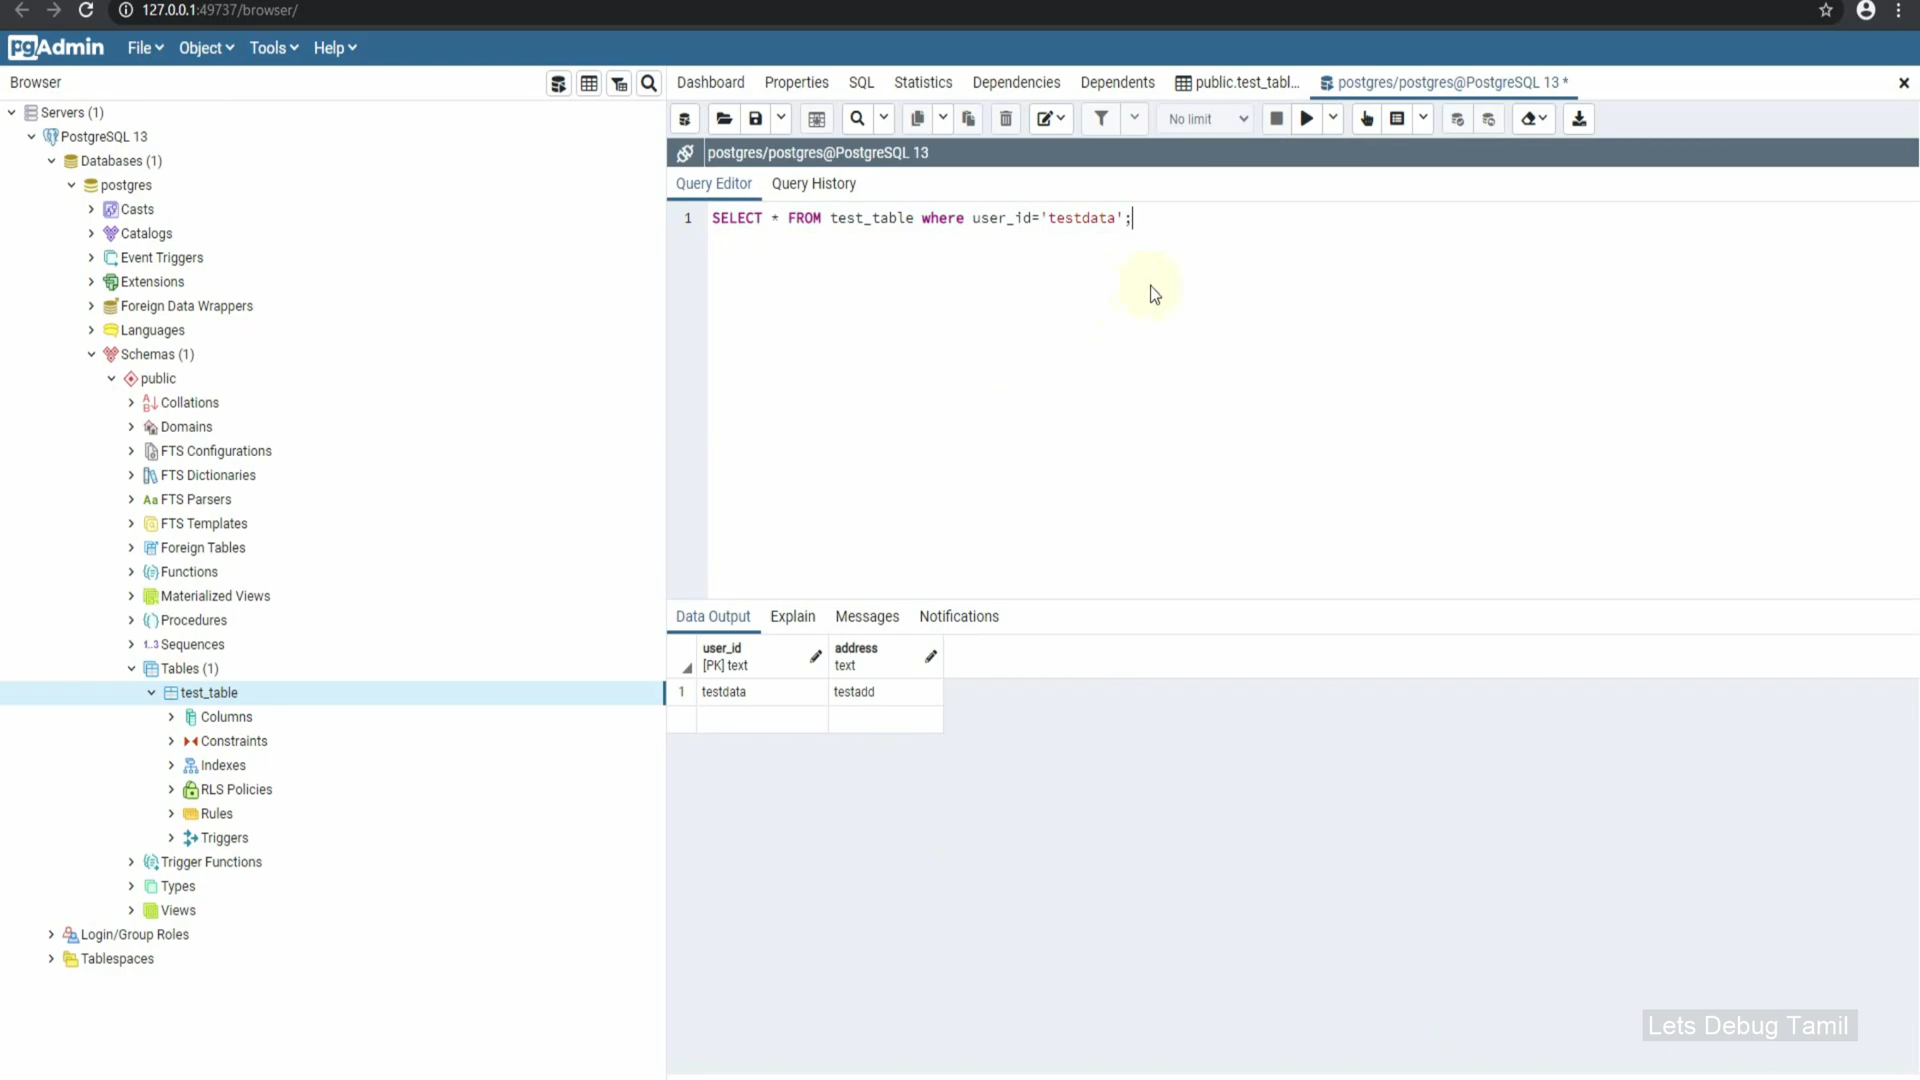 127.0.0.1:49737/browser/
pgAdmin File Object Tools Help
Browser
Dashboard Properties SQL Statistics Dependencies Dependents public.test_tabl... postgres/postgres@PostgreSQL 13 *
No limit
postgres/postgres@PostgreSQL 13
Query Editor Query History
1 SELECT * FROM test_table where user_id='testdata';
Servers (1)
PostgreSQL 13
Databases (1)
postgres
Casts
Catalogs
Event Triggers
Extensions
Foreign Data Wrappers
Languages
Schemas (1)
public
Collations
Domains
FTS Configurations
FTS Dictionaries
Aa FTS Parsers
FTS Templates
Foreign Tables
Functions
Materialized Views
Procedures
1..3 Sequences
Tables (1)
test_table
Columns
Constraints
Indexes
RLS Policies
Rules
Triggers
Trigger Functions
Types
Views
Login/Group Roles
Tablespaces
Data Output Explain Messages Notifications
user_id address
[PK] text text
1 testdata testadd
Lets Debug Tamil